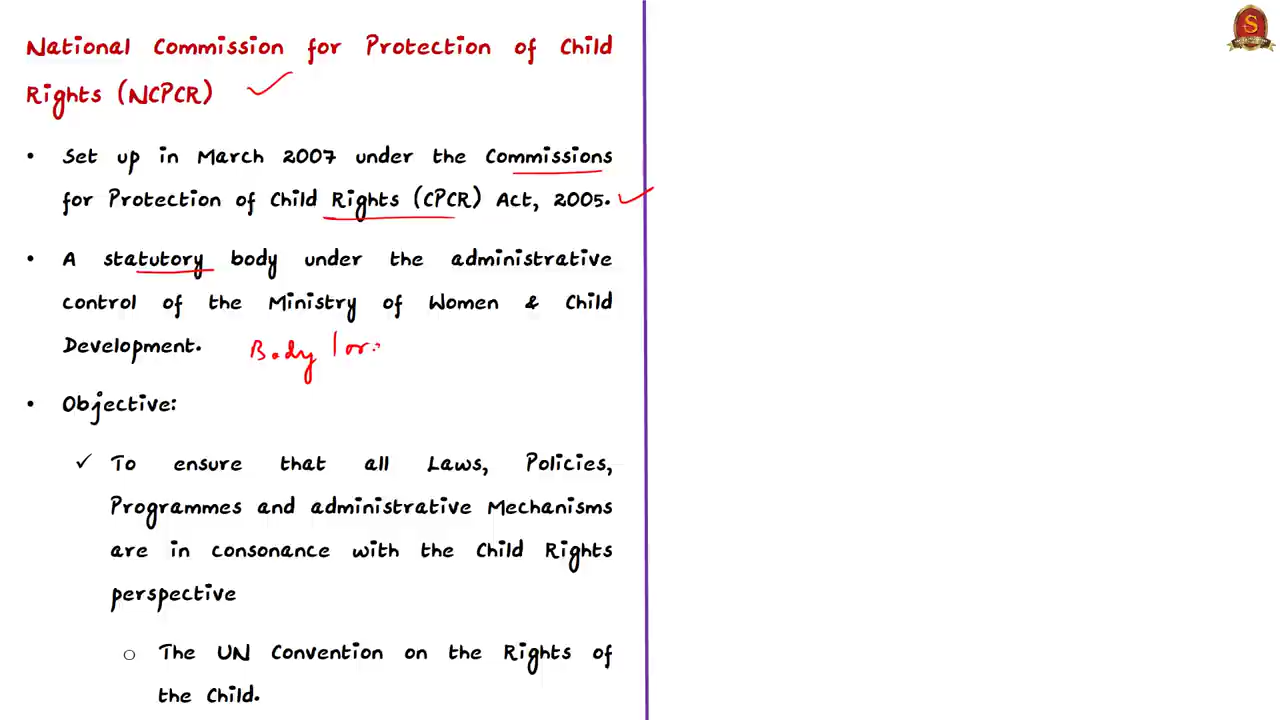 National Commission for Protection of Child
Rights (NCPCR)
• Set up in March 2007 under the Commissions
for Protection of Child Rights (CPCR) Act, 2005.
• A statutory body under the administrative
control of the Ministry of Women & Child
Development.
Body / or
• Objective:
✓ To ensure that all Laws, Policies,
Programmes and administrative Mechanisms
are in consonance with the Child Rights
perspective
o The UN Convention on the Rights of
the Child.
S